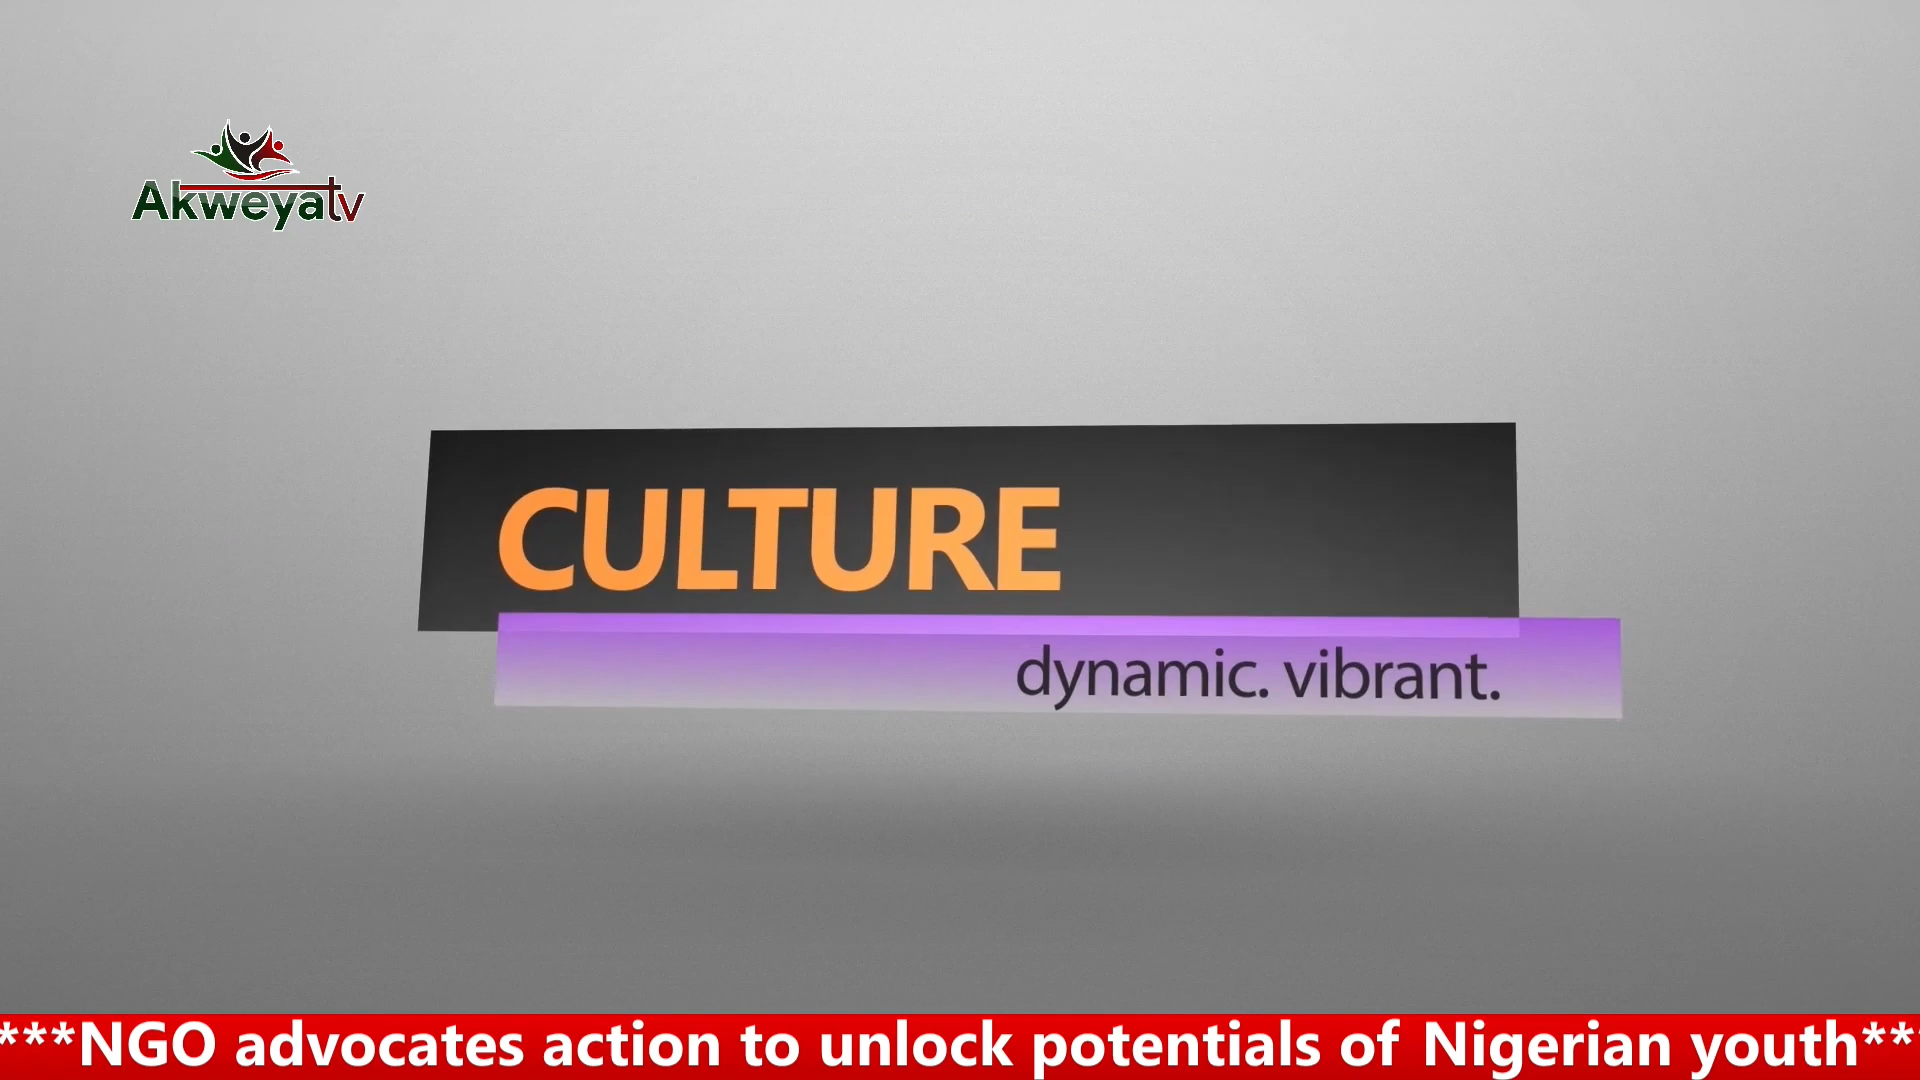 Akweyatv
CULTURE
dynamic. vibrant.
***NGO advocates action to unlock potentials of Nigerian youth***